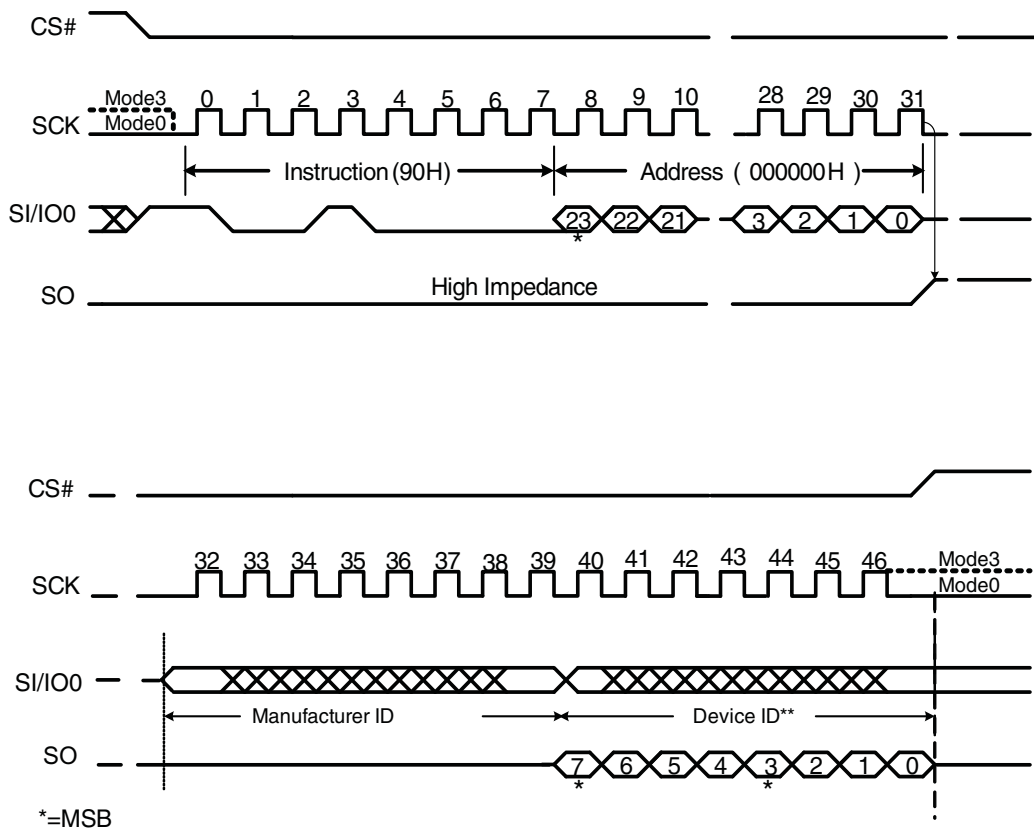 CS#
Mode3
0 1 2 3 4 5 6 7 8 9 10 28 29 30 31
SCK
Mode0
Instruction (90H)
Address ( 000000H )
SI/IO0
23 22 21 3 2 1 0
*
High Impedance
SO
CS#
32 33 34 35 36 37 38 39 40 41 42 43 44 45 46
Mode3
SCK
Mode0
SI/IO0
Manufacturer ID
Device ID**
SO
7 6 5 4 3 2 1 0
* *
*=MSB